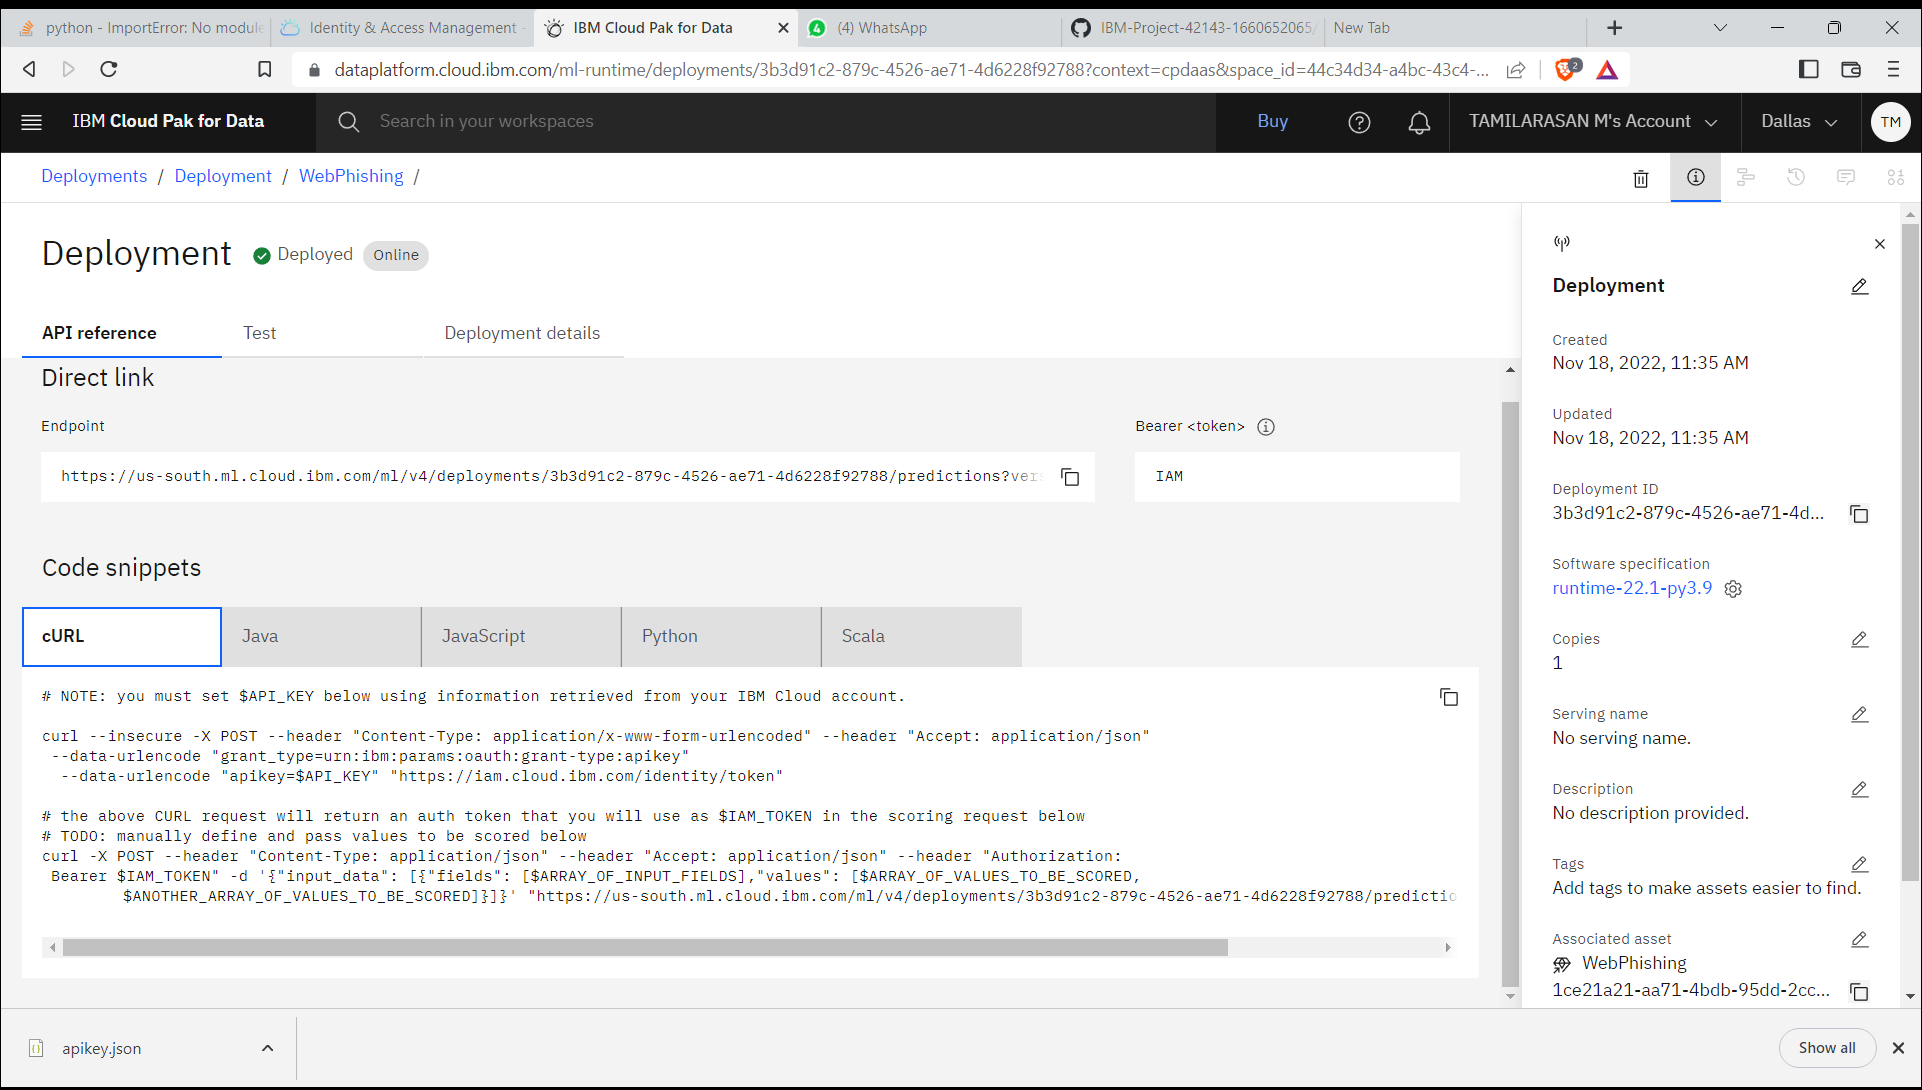 python - ImportError: No module
Identity & Access Management -
IBM Cloud Pak for Data
(4) WhatsApp
IBM-Project-42143-1660652065/
New Tab
dataplatform.cloud.ibm.com/ml-runtime/deployments/3b3d91c2-879c-4526-ae71-4d6228f92788?context=cpdaas&space_id=44c34d34-a4bc-43c4-...
2
IBM Cloud Pak for Data
Search in your workspaces
Buy
TAMILARASAN M's Account
Dallas
TM
Deployments / Deployment / WebPhishing /
Deployment
Deployed
Online
API reference
Test
Deployment details
Direct link
Endpoint
Bearer <token>
https://us-south.ml.cloud.ibm.com/ml/v4/deployments/3b3d91c2-879c-4526-ae71-4d6228f92788/predictions?vers
IAM
Code snippets
cURL
Java
JavaScript
Python
Scala
# NOTE: you must set $API_KEY below using information retrieved from your IBM Cloud account.
curl --insecure -X POST --header "Content-Type: application/x-www-form-urlencoded" --header "Accept: application/json"
--data-urlencode "grant_type=urn:ibm:params:oauth:grant-type:apikey"
--data-urlencode "apikey=$API_KEY" "https://iam.cloud.ibm.com/identity/token"
# the above CURL request will return an auth token that you will use as $IAM_TOKEN in the scoring request below
# TODO: manually define and pass values to be scored below
curl -X POST --header "Content-Type: application/json" --header "Accept: application/json" --header "Authorization:
Bearer $IAM_TOKEN" -d '{"input_data": [{"fields": [$ARRAY_OF_INPUT_FIELDS],"values": [$ARRAY_OF_VALUES_TO_BE_SCORED,
$ANOTHER_ARRAY_OF_VALUES_TO_BE_SCORED]}]}' "https://us-south.ml.cloud.ibm.com/ml/v4/deployments/3b3d91c2-879c-4526-ae71-4d6228f92788/predictio
Deployment
Created
Nov 18, 2022, 11:35 AM
Updated
Nov 18, 2022, 11:35 AM
Deployment ID
3b3d91c2-879c-4526-ae71-4d...
Software specification
runtime-22.1-py3.9
Copies
1
Serving name
No serving name.
Description
No description provided.
Tags
Add tags to make assets easier to find.
Associated asset
WebPhishing
1ce21a21-aa71-4bdb-95dd-2cc...
apikey.json
Show all